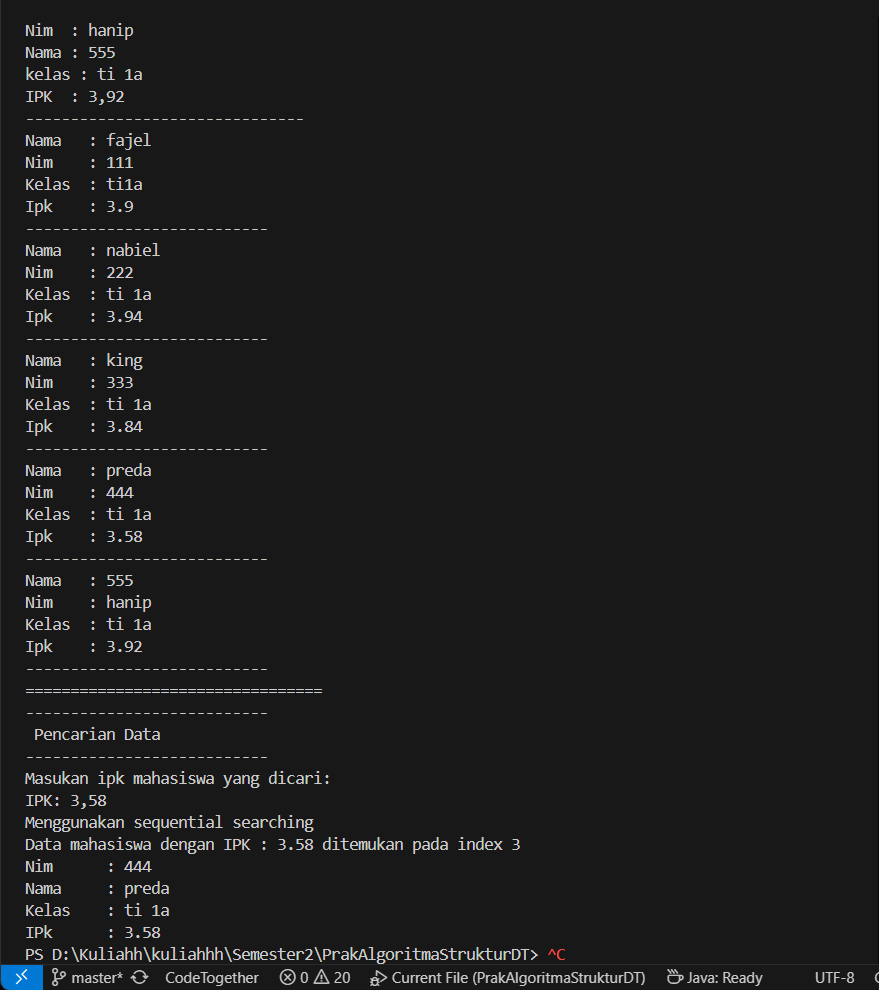 Nim  : hanip
Nama : 555
kelas : ti 1a
IPK  : 3,92
-------------------------------
Nama   : fajel
Nim    : 111
Kelas  : ti1a
Ipk    : 3.9
---------------------------
Nama   : nabiel
Nim    : 222
Kelas  : ti 1a
Ipk    : 3.94
---------------------------
Nama   : king
Nim    : 333
Kelas  : ti 1a
Ipk    : 3.84
---------------------------
Nama   : preda
Nim    : 444
Kelas  : ti 1a
Ipk    : 3.58
---------------------------
Nama   : 555
Nim    : hanip
Kelas  : ti 1a
Ipk    : 3.92
---------------------------
=================================
---------------------------
 Pencarian Data
---------------------------
Masukan ipk mahasiswa yang dicari:
IPK: 3,58
Menggunakan sequential searching
Data mahasiswa dengan IPK : 3.58 ditemukan pada index 3
Nim      : 444
Nama     : preda
Kelas    : ti 1a
IPk      : 3.58
PS D:\Kuliahh\kuliahhh\Semester2\PrakAlgoritmaStrukturDT> ^C
master* CodeTogether 0 20 Current File (PrakAlgoritmaStrukturDT) Java: Ready UTF-8